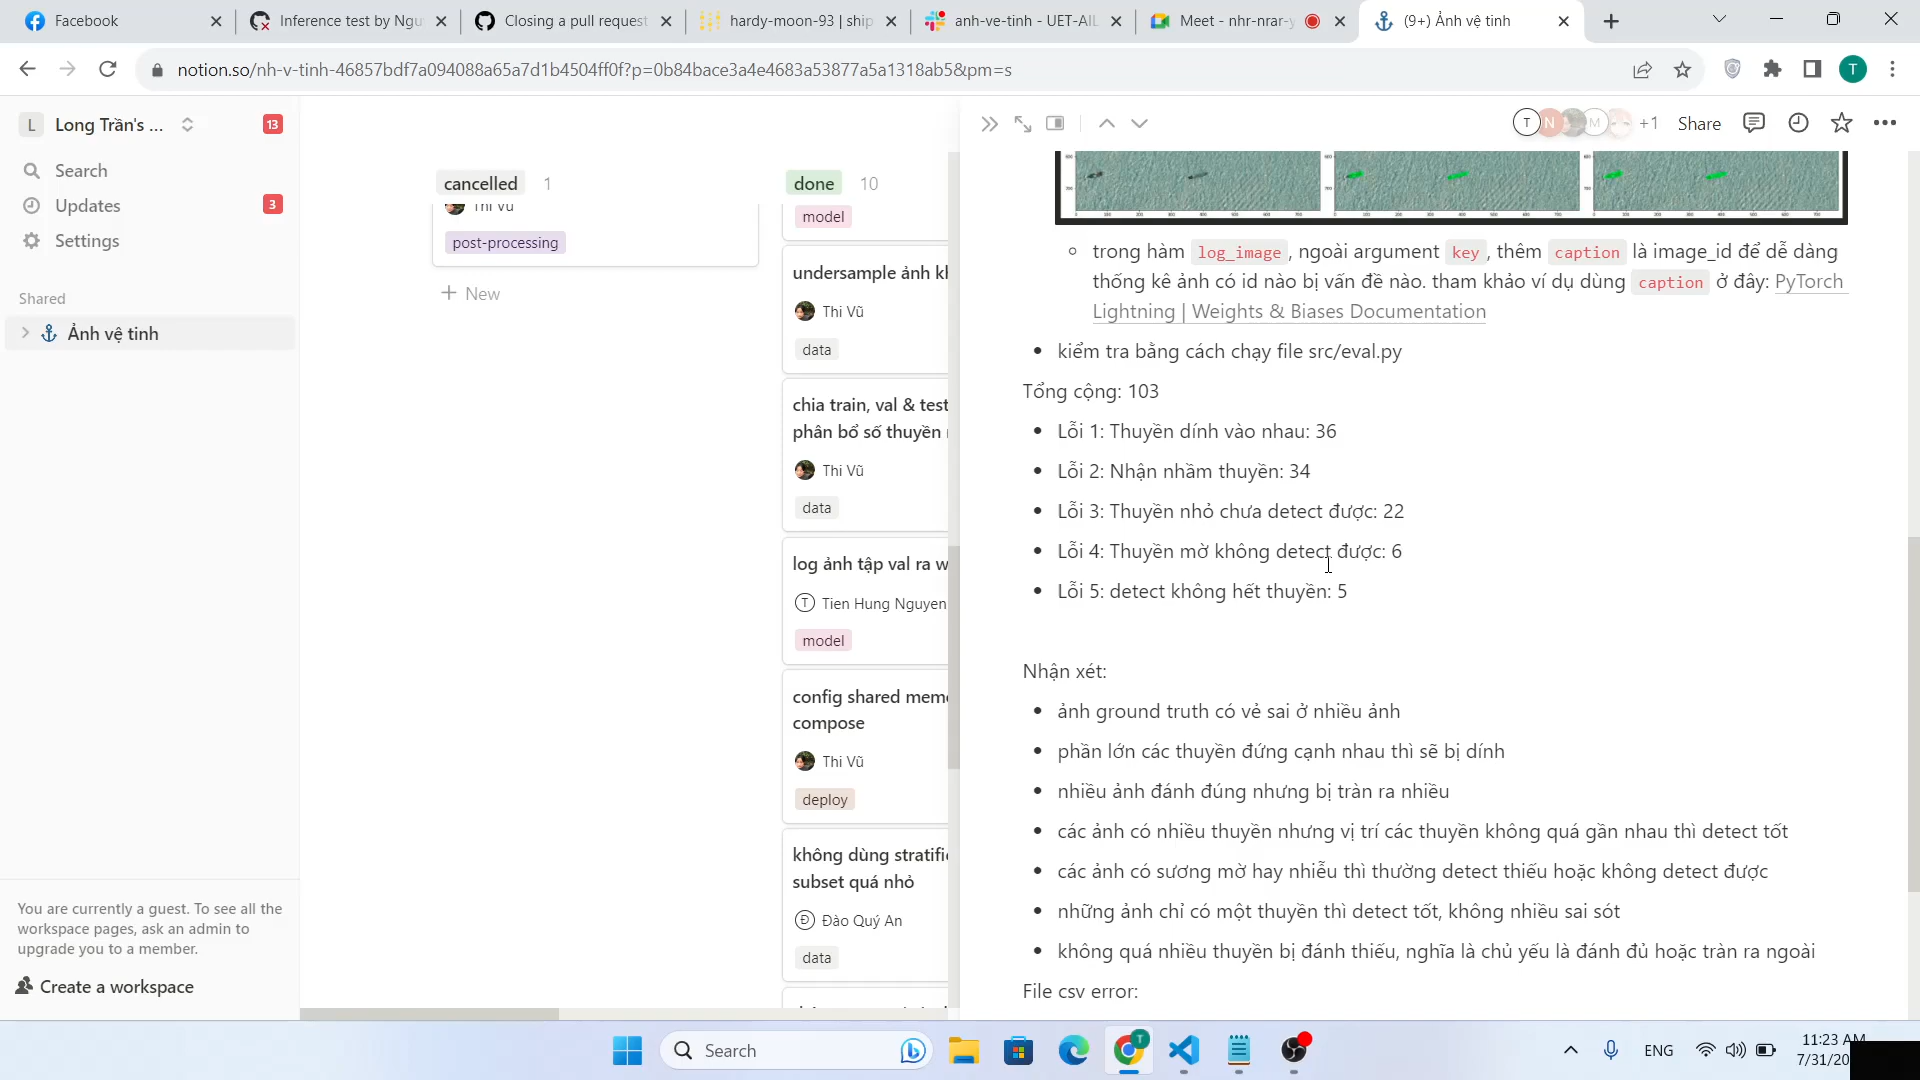 Facebook
Inference test by Ngu
Closing a pull request
hardy-moon-93 | ship
anh-ve-tinh - UET-AIL
Meet - nhr-nrar-y
(9+) Ảnh vệ tinh
notion.so/nh-v-tinh-46857bdf7a094088a65a7d1b4504ff0f?p=0b84bace3a4e4683a53877a5a1318ab5&pm=s
T
L Long Trần's ... 13
Search
Updates 3
Settings
Shared
Ảnh vệ tinh
You are currently a guest. To see all the
workspace pages, ask an admin to
upgrade you to a member.
Create a workspace
cancelled 1
Thi Vũ
post-processing
New
done 10
model
undersample ảnh kh
Thi Vũ
data
chia train, val & test
phân bổ số thuyền
Thi Vũ
data
log ảnh tập val ra w
T Tien Hung Nguyen
model
config shared mem
compose
Thi Vũ
deploy
không dùng stratifi
subset quá nhỏ
Đ Đào Quý An
data
T N M +1 Share
trong hàm log_image, ngoài argument key, thêm caption là image_id để dễ dàng
thống kê ảnh có id nào bị vấn đề nào. tham khảo ví dụ dùng caption ở đây: PyTorch
Lightning | Weights & Biases Documentation
kiểm tra bằng cách chạy file src/eval.py
Tổng cộng: 103
Lỗi 1: Thuyền dính vào nhau: 36
Lỗi 2: Nhận nhầm thuyền: 34
Lỗi 3: Thuyền nhỏ chưa detect được: 22
Lỗi 4: Thuyền mờ không detect được: 6
Lỗi 5: detect không hết thuyền: 5
Nhận xét:
ảnh ground truth có vẻ sai ở nhiều ảnh
phần lớn các thuyền đứng cạnh nhau thì sẽ bị dính
nhiều ảnh đánh đúng nhưng bị tràn ra nhiều
các ảnh có nhiều thuyền nhưng vị trí các thuyền không quá gần nhau thì detect tốt
các ảnh có sương mờ hay nhiễu thì thường detect thiếu hoặc không detect được
những ảnh chỉ có một thuyền thì detect tốt, không nhiều sai sót
không quá nhiều thuyền bị đánh thiếu, nghĩa là chủ yếu là đánh đủ hoặc tràn ra ngoài
File csv error:
Search
T
ENG
11:23 AM
7/31/20